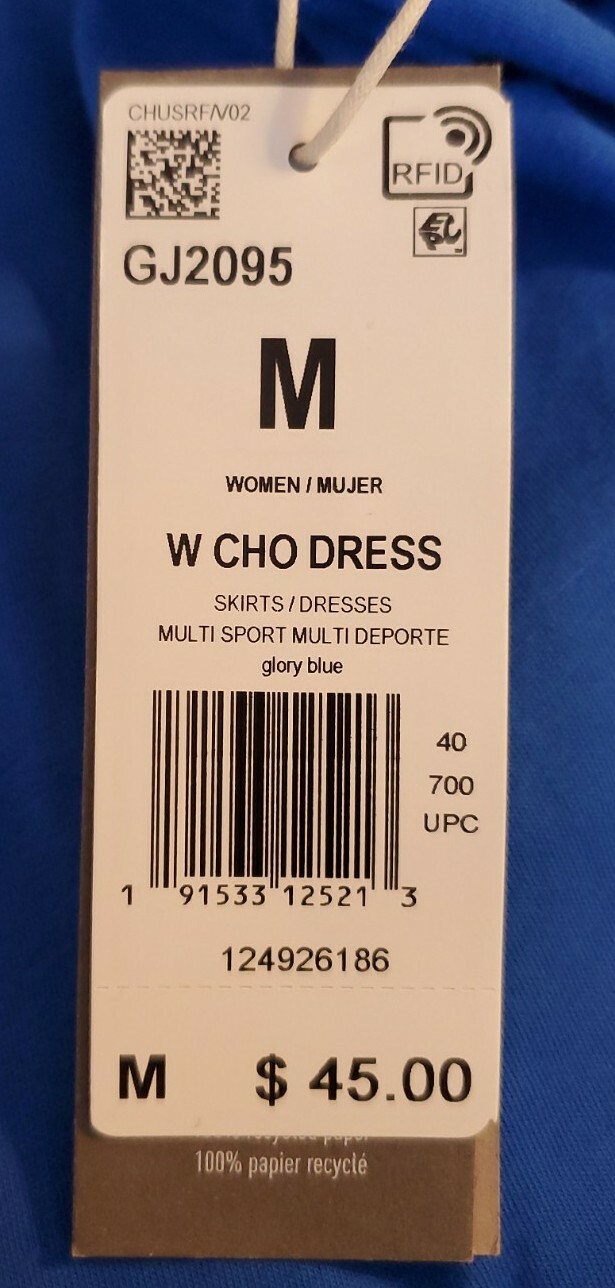 CHUSRF/V02
RFID
EPC
GJ2095
M
WOMEN / MUJER
W CHO DRESS
SKIRTS / DRESSES
MULTI SPORT MULTI DEPORTE
glory blue
40
700
UPC
1 91533 12521 3
124926186
M $ 45.00
100% papier recyclé